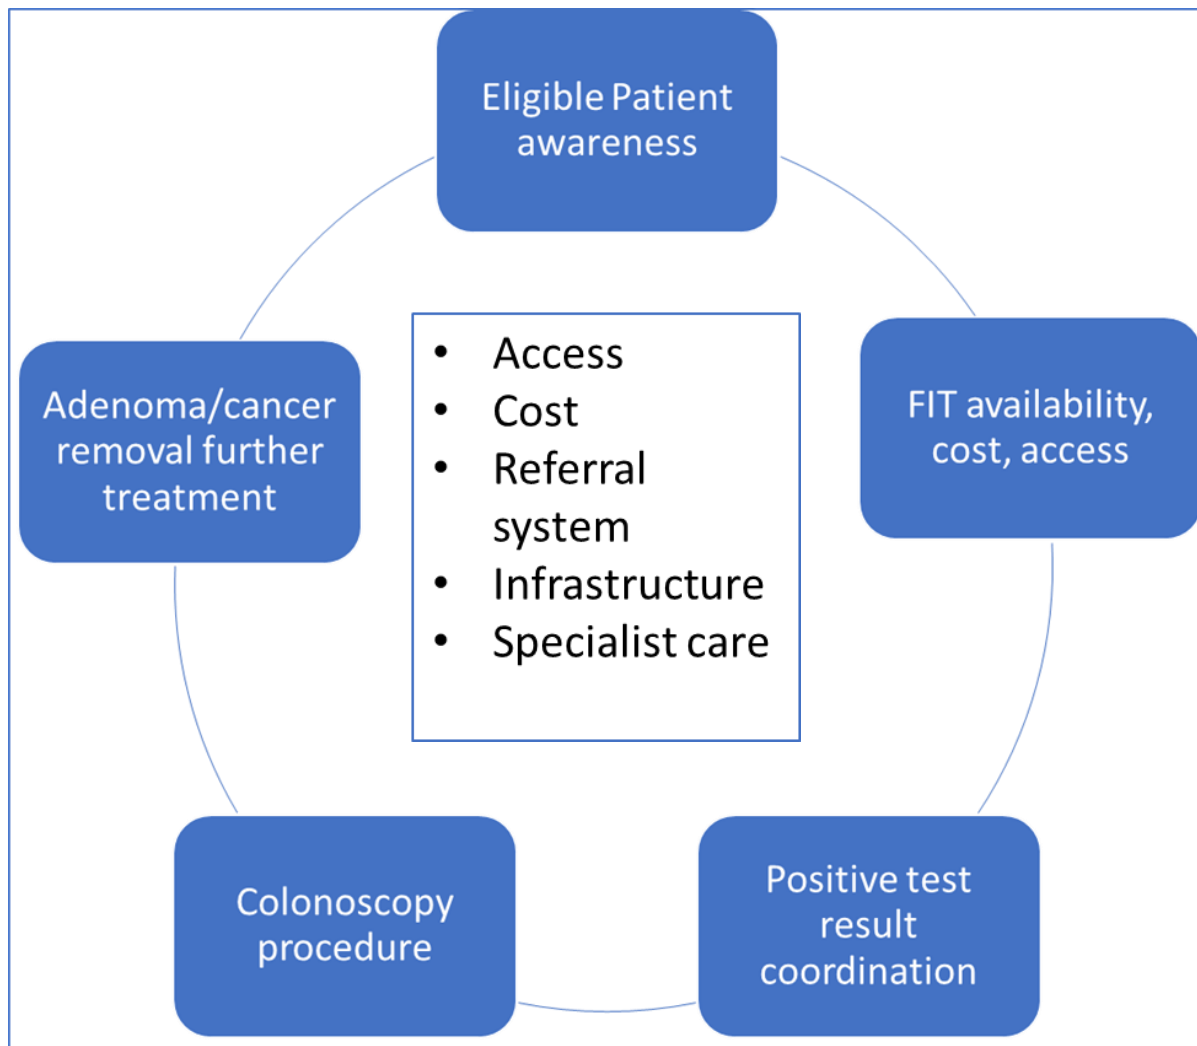 Eligible Patient
awareness
FIT availability,
cost, access
Positive test
result
coordination
Colonoscopy
procedure
Adenoma/cancer
removal further
treatment
• Access
• Cost
• Referral
system
• Infrastructure
• Specialist care